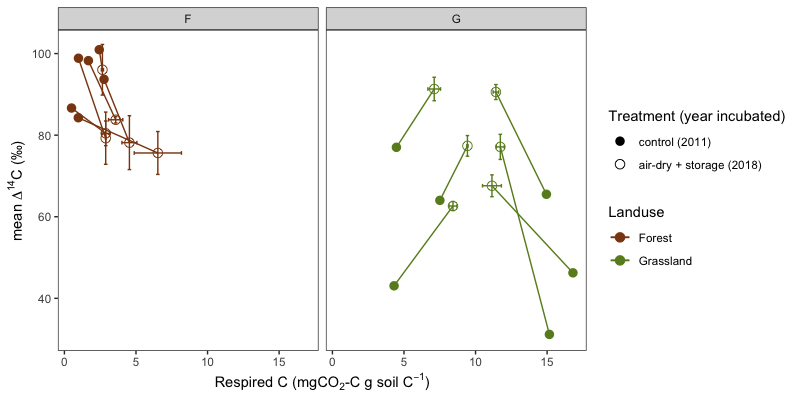 F
G
100
80
60
40
mean Δ¹⁴C (‰)
0
5
10
15
0
5
10
15
Respired C (mgCO₂-C g soil C⁻¹)
Treatment (year incubated)
control (2011)
air-dry + storage (2018)
Landuse
Forest
Grassland